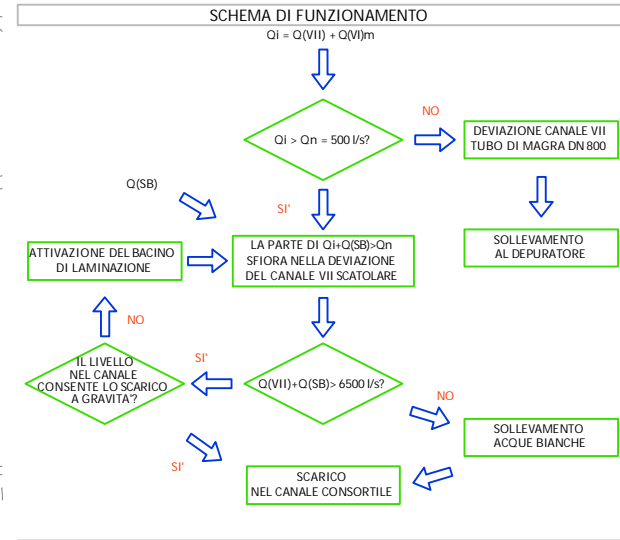 SCHEMA DI FUNZIONAMENTO
Qi = Q(VII) + Q(VI)m
Qi > Qn = 500 l/s?
NO
DEVIAZIONE CANALE VII
TUBO DI MAGRA DN 800
Q(SB)
SI'
SOLLEVAMENTO
AL DEPURATORE
ATTIVAZIONE DEL BACINO
DI LAMINAZIONE
LA PARTE DI Qi+Q(SB)>Qn
SFIORA NELLA DEVIAZIONE
DEL CANALE VII SCATOLARE
NO
IL LIVELLO
NEL CANALE
CONSENTE LO SCARICO
A GRAVITA'?
SI'
Q(VII)+Q(SB)> 6500 l/s?
NO
SOLLEVAMENTO
ACQUE BIANCHE
SI'
SCARICO
NEL CANALE CONSORTILE